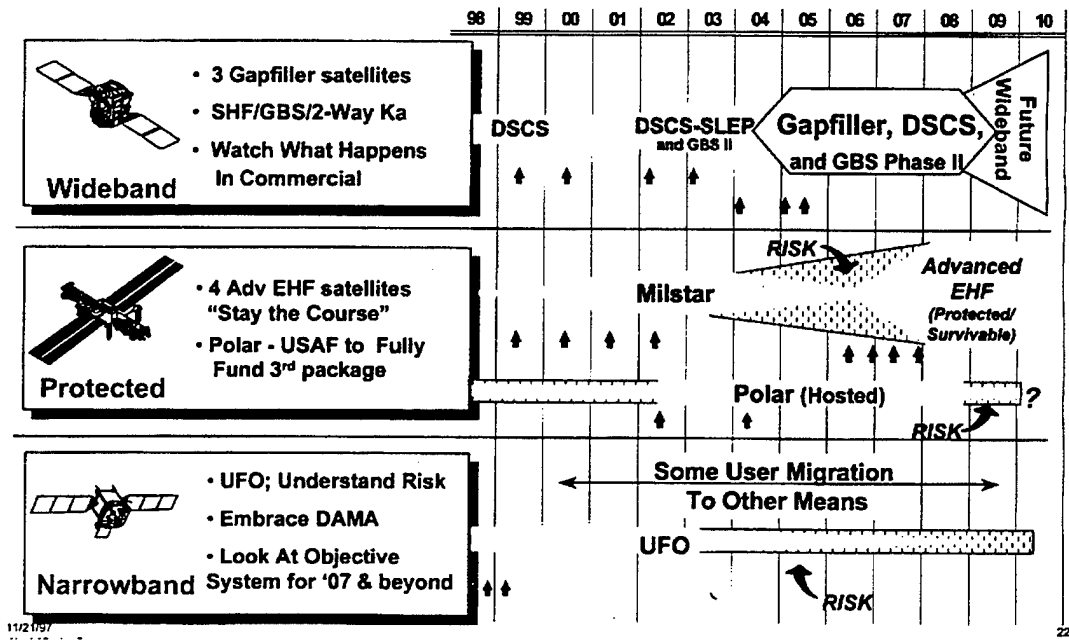 98 99 00 01 02 03 04 05 06 07 08 09 10
• 3 Gapfiller satellites
• SHF/GBS/2-Way Ka
• Watch What Happens
In Commercial
Wideband
DSCS
DSCS-SLEP
and GBS II
Gapfiller, DSCS,
and GBS Phase II
Future
Wideband
• 4 Adv EHF satellites
"Stay the Course"
• Polar - USAF to Fully
Fund 3rd package
Protected
Milstar
RISK
Advanced
EHF
(Protected/
Survivable)
Polar (Hosted)
?
RISK
• UFO; Understand Risk
• Embrace DAMA
• Look At Objective
System for '07 & beyond
Narrowband
Some User Migration
To Other Means
UFO
RISK
11/21/97
22